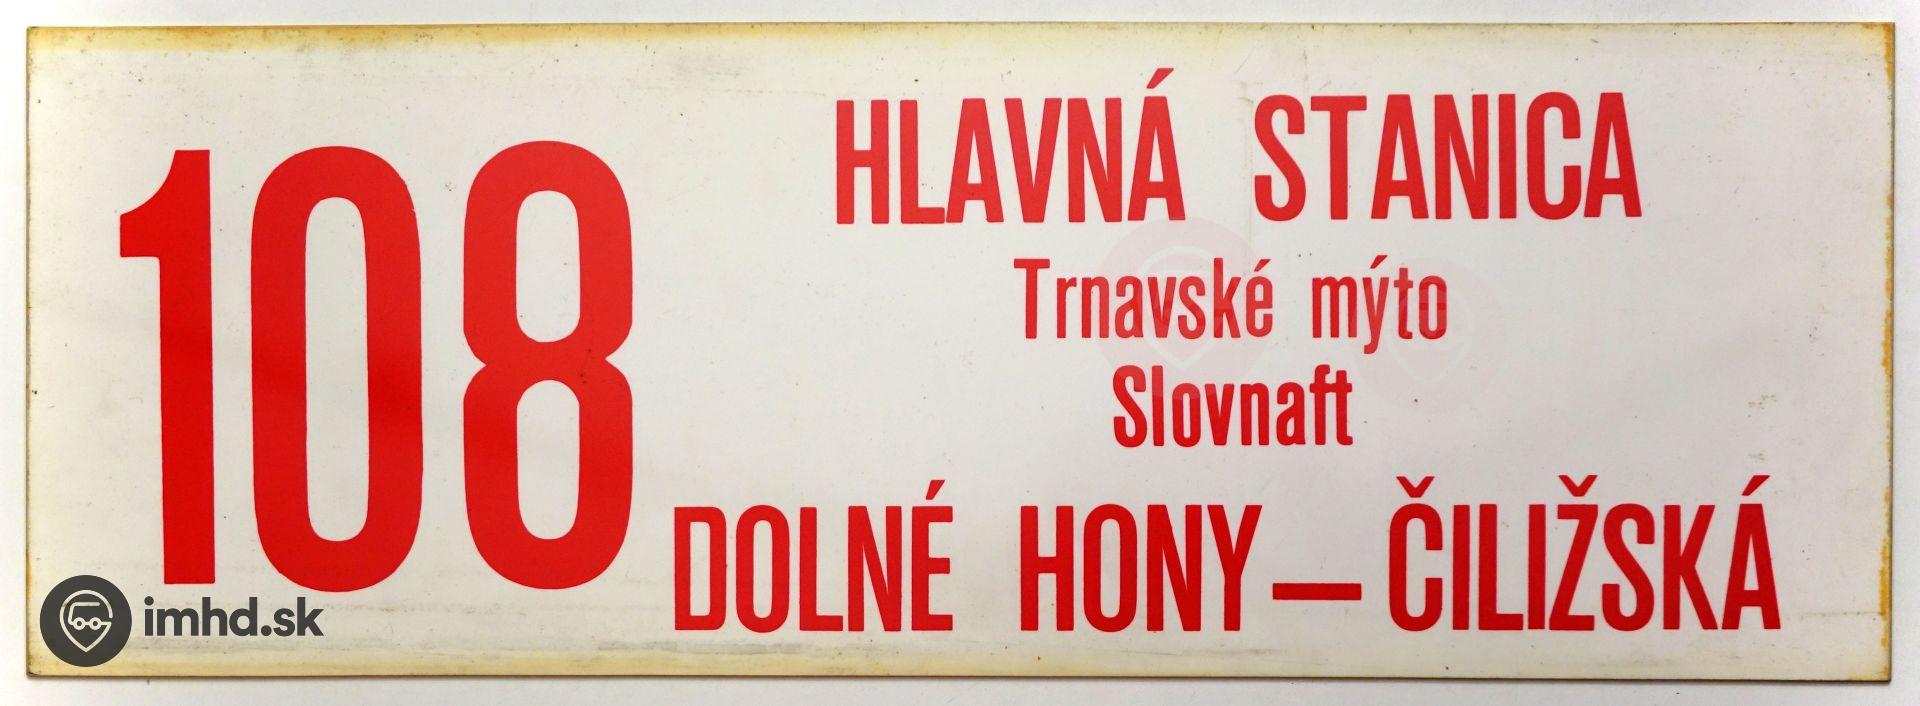 108
HLAVNÁ STANICA
Trnavské mýto
Slovnaft
DOLNÉ HONY — ČILIŽSKÁ
imhd.sk